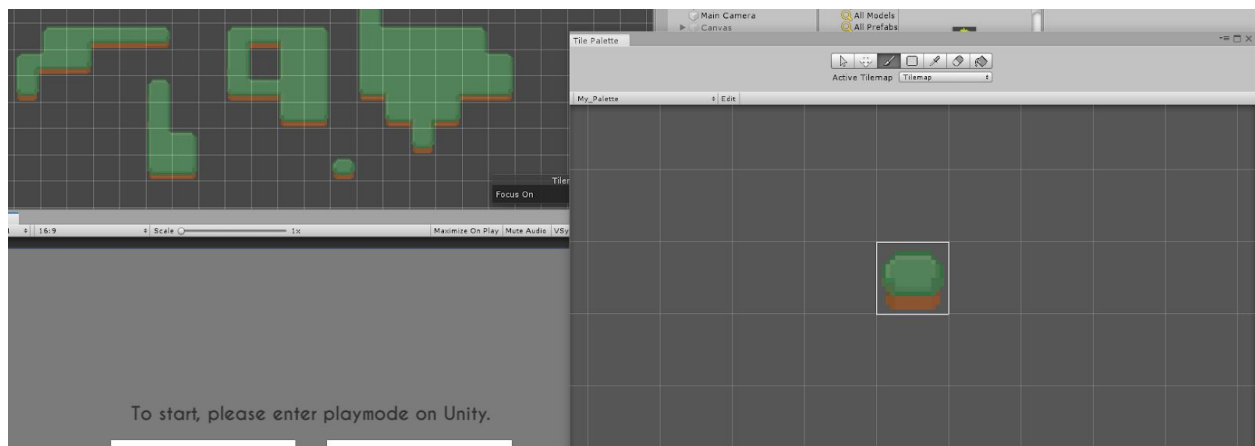 Main Camera
Canvas
All Models
All Prefabs
Tile Palette
Active Tilemap Tilemap
My_Palette Edit
Focus On
16:9 Scale 1x Maximize On Play Mute Audio
To start, please enter playmode on Unity.